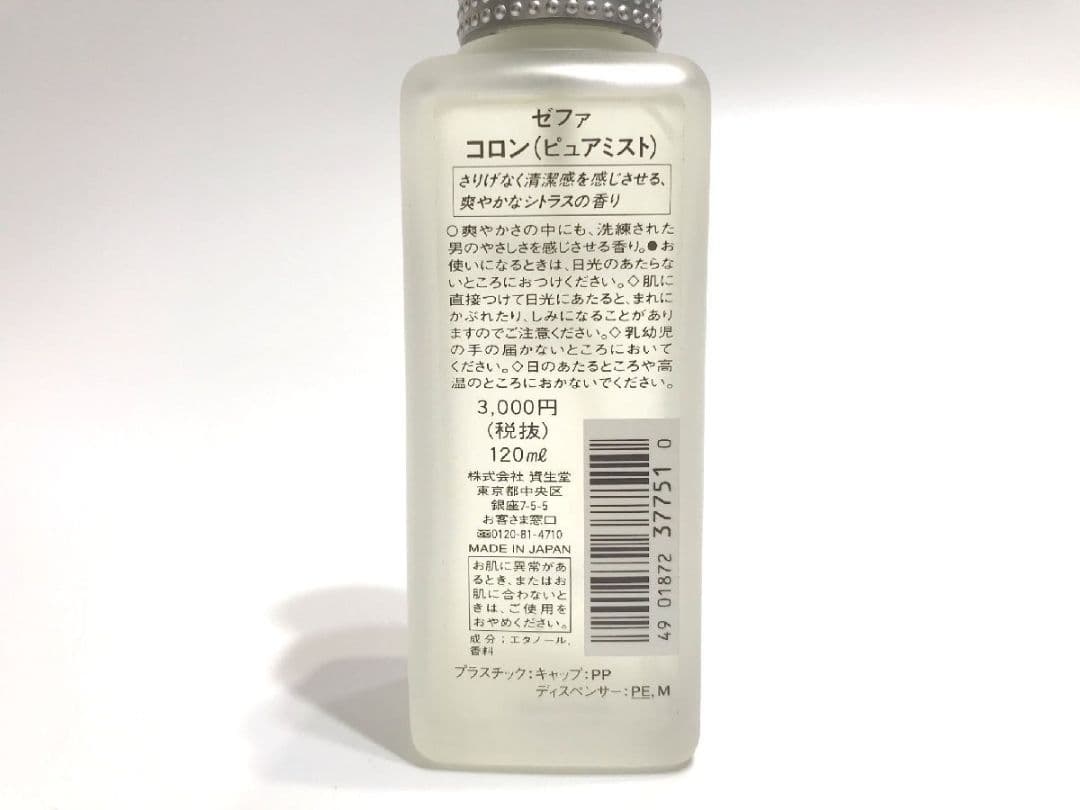 ゼファ
コロン(ピュアミスト)
さりげなく清潔感を感じさせる、
爽やかなシトラスの香り
○爽やかさの中にも、洗練された
男のやさしさを感じさせる香り。●お
使いになるときは、日光のあたらな
いところにおつけください。◇肌に
直接つけて日光にあたると、まれに
かぶれたり、しみになることがあり
ますのでご注意ください。◇乳幼児
の手の届かないところにおいて
ください。◇日のあたるところや高
温のところにおかないでください。
3,000円
(税抜)
120ml
株式会社 資生堂
東京都中央区
銀座7-5-5
お客さま窓口
0120-81-4710
MADE IN JAPAN
お肌に異常があ
るとき、またはお
肌に合わないと
きは、ご使用を
おやめください。
成分:エタノール、
香料
49 01872 37751 0
プラスチック:キャップ:PP
ディスペンサー:PE,M